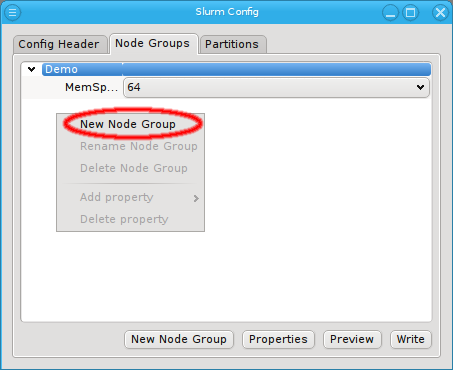 Slurm Config
Config Header Node Groups Partitions
Demo
MemSp... 64
New Node Group
Rename Node Group
Delete Node Group
Add property
Delete property
New Node Group Properties Preview Write